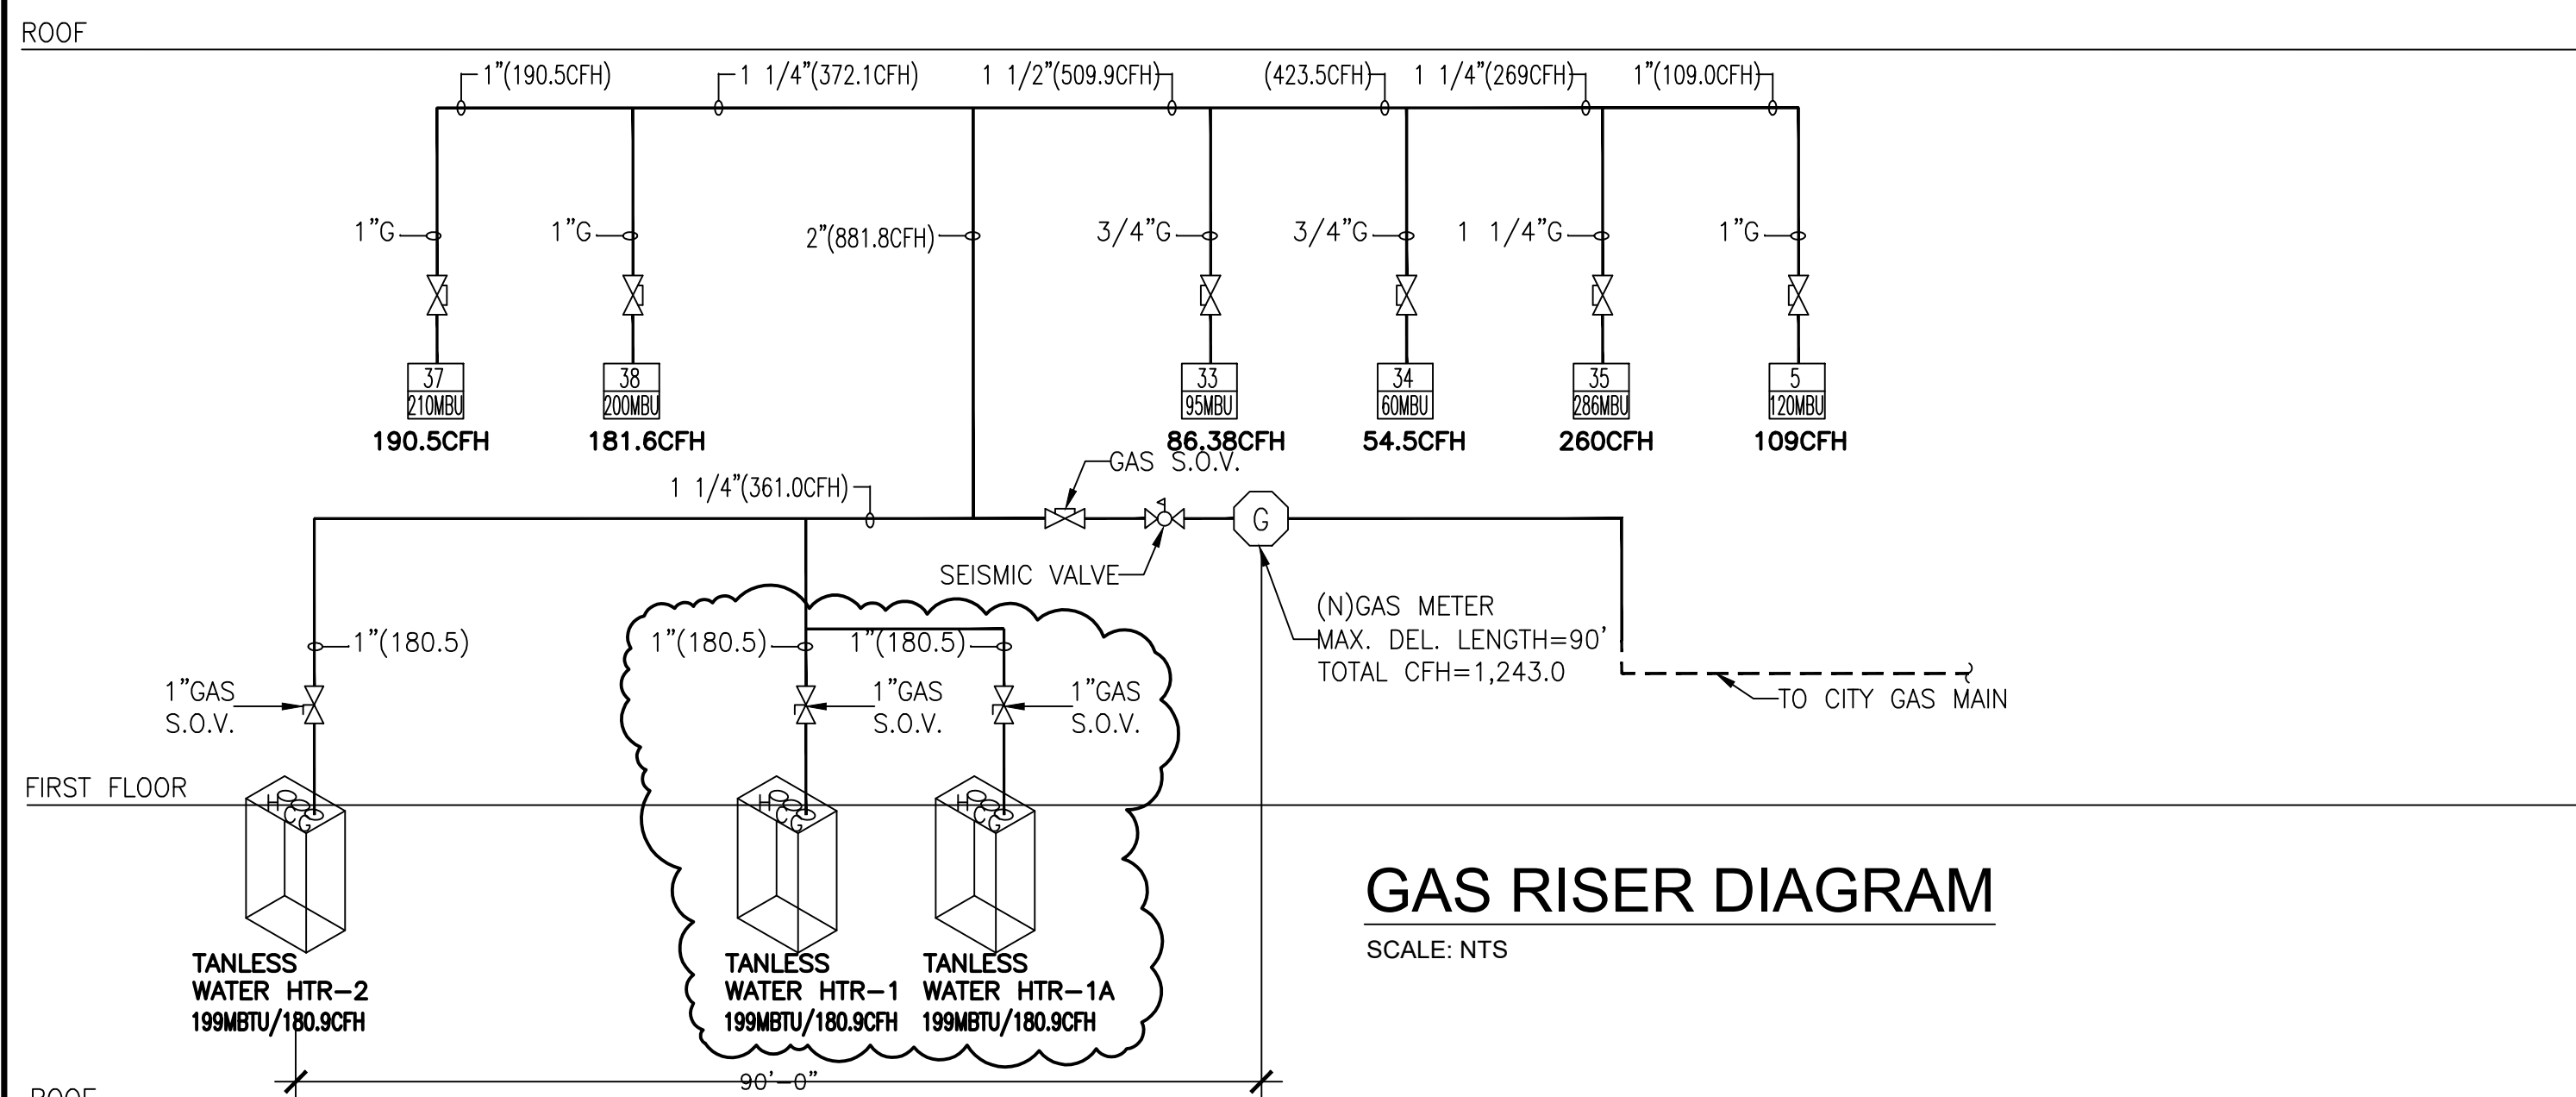 ROOF
1"(190.5CFH)
1 1/4"(372.1CFH)
1 1/2"(509.9CFH)
(423.5CFH)
1 1/4"(269CFH)
1"(109.0CFH)
1"G
1"G
2"(881.8CFH)
3/4"G
3/4"G
1 1/4"G
1"G
37
210MBU
190.5CFH
38
200MBU
181.6CFH
33
95MBU
86.38CFH
34
60MBU
54.5CFH
35
286MBU
260CFH
5
120MBU
109CFH
GAS S.O.V.
1 1/4"(361.0CFH)
G
SEISMIC VALVE
(N)GAS METER
MAX. DEL. LENGTH=90'
TOTAL CFH=1,243.0
TO CITY GAS MAIN
1"(180.5)
1"(180.5)
1"(180.5)
1"GAS
S.O.V.
1"GAS
S.O.V.
1"GAS
S.O.V.
FIRST FLOOR
H
C
G
H
C
G
H
C
G
TANLESS
WATER HTR-2
199MBTU/180.9CFH
TANLESS
WATER HTR-1
199MBTU/180.9CFH
TANLESS
WATER HTR-1A
199MBTU/180.9CFH
GAS RISER DIAGRAM
SCALE: NTS
90'-0"
ROOF